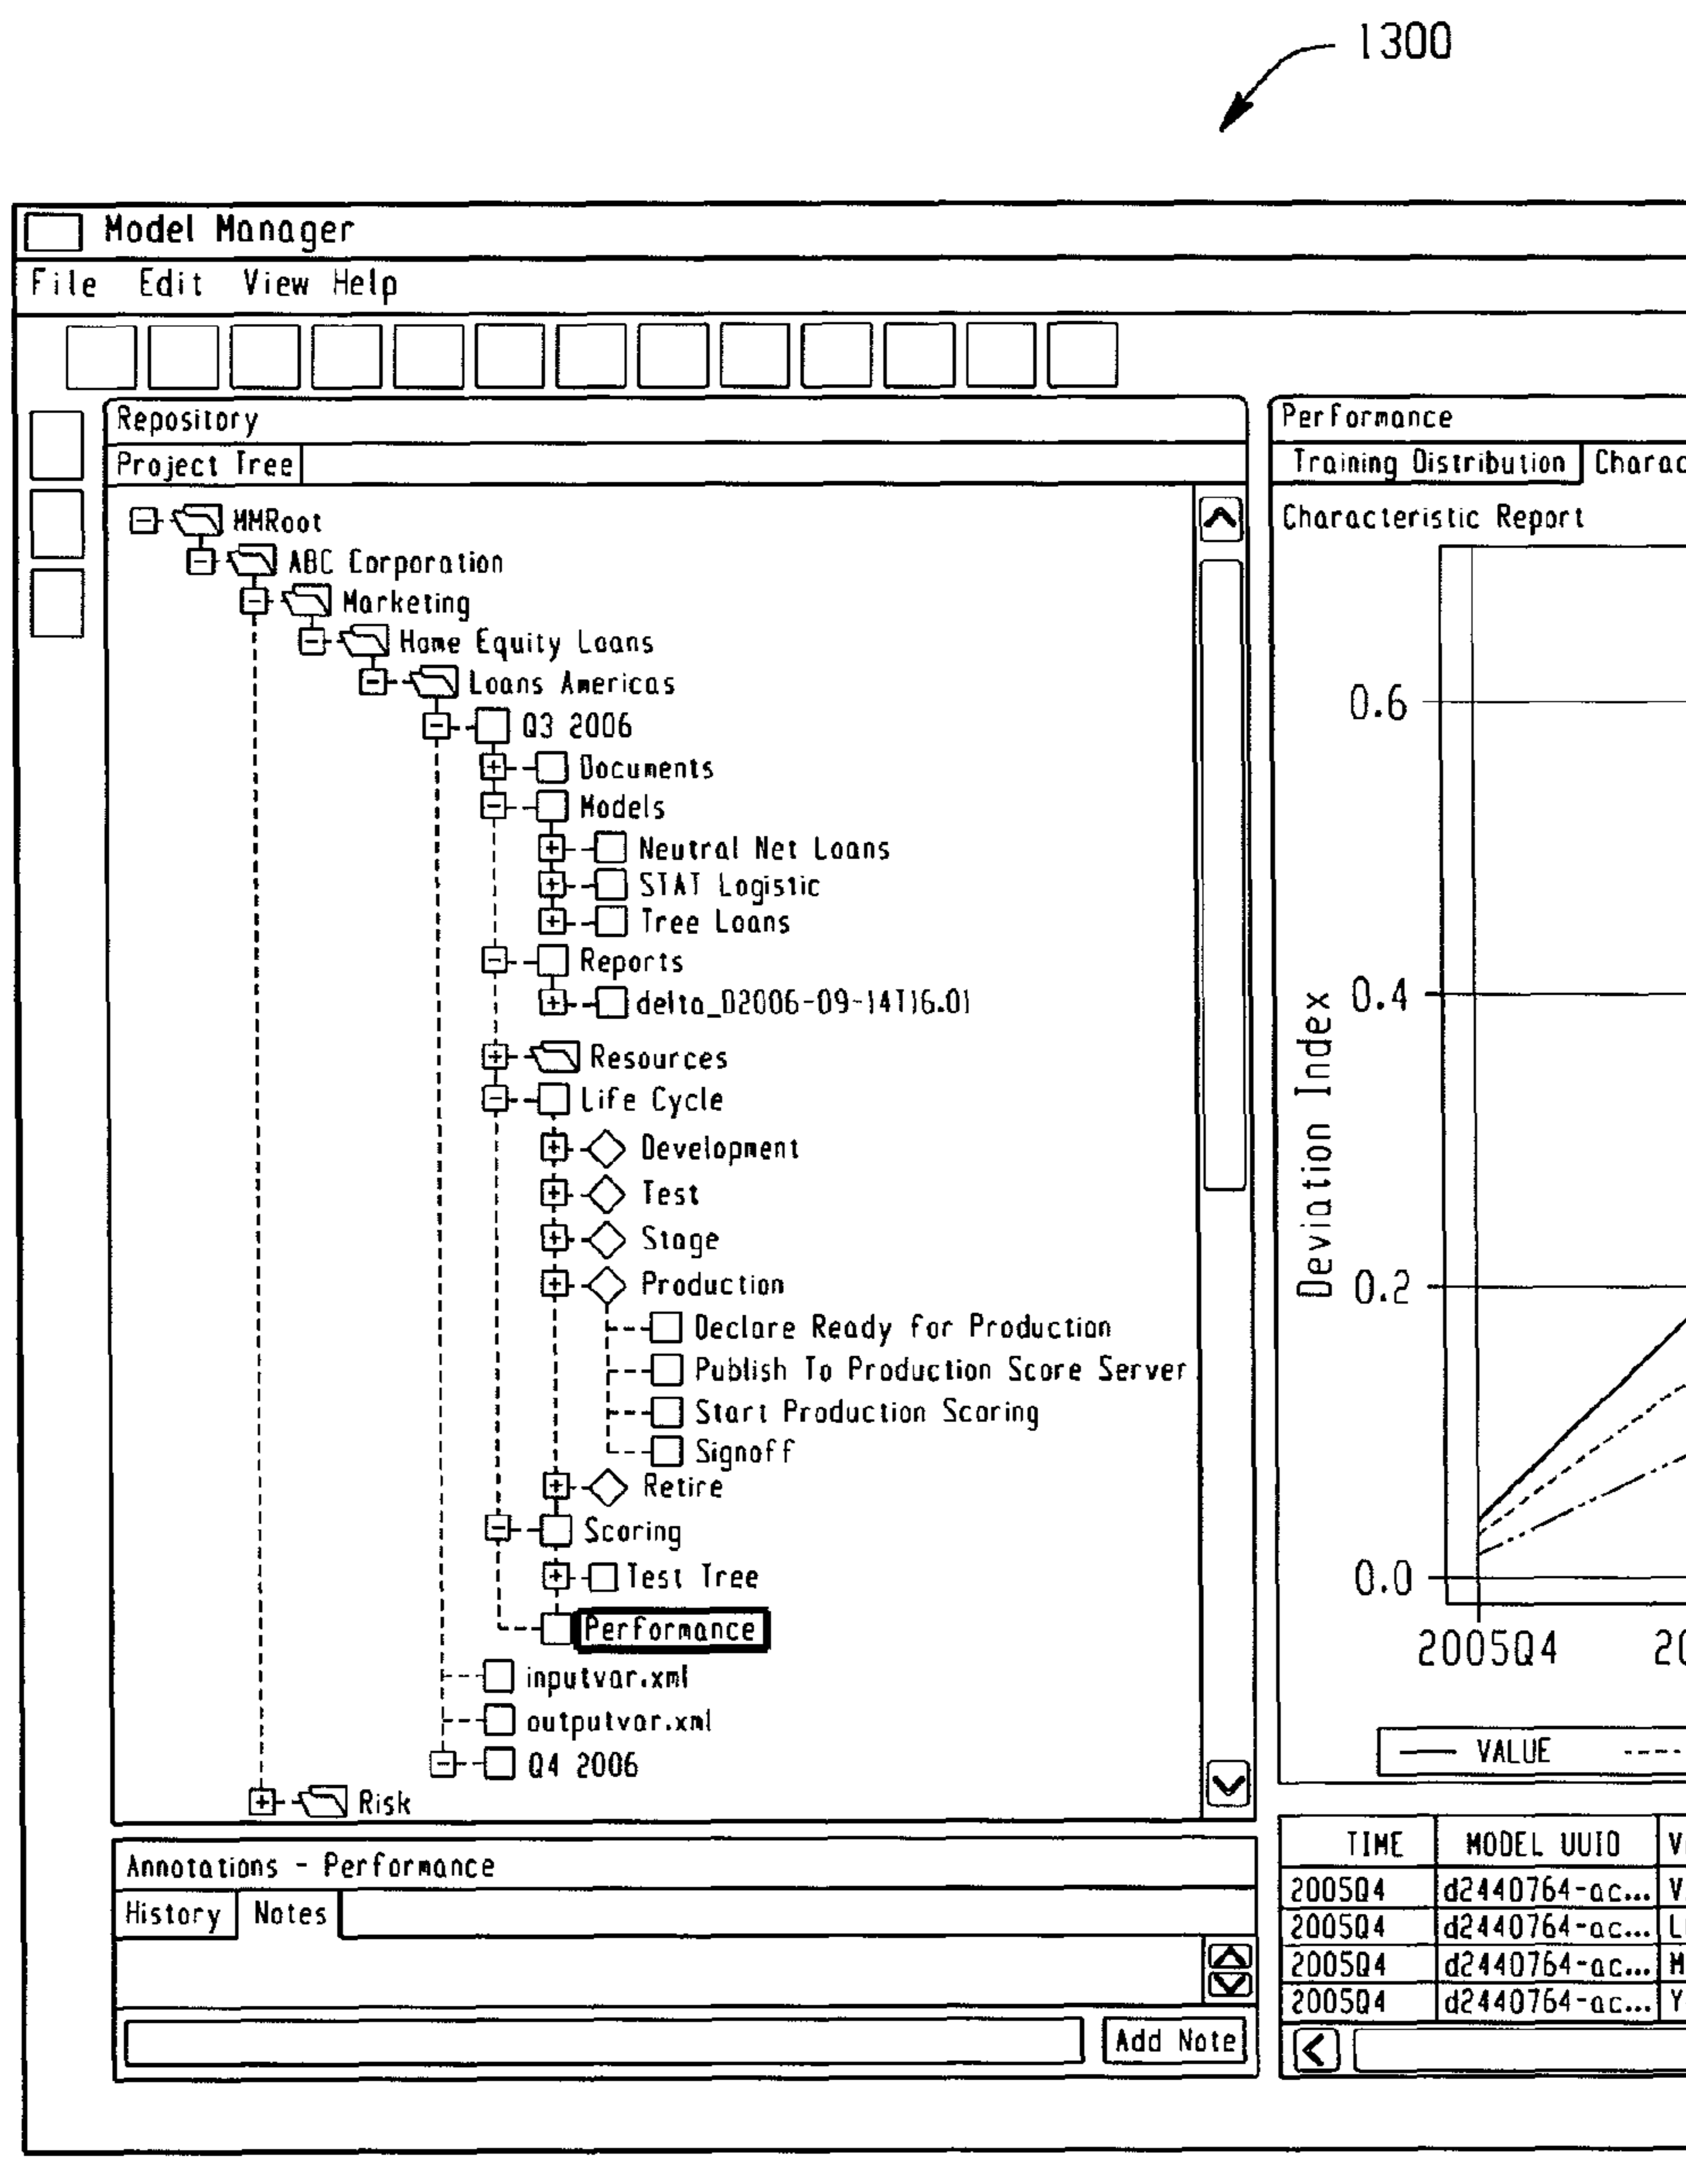 1300
Model Manager
File Edit View Help
Repository
Project Tree
MMRoot
ABC Corporation
Marketing
Home Equity Loans
Loans Americas
Q3 2006
Documents
Models
Neutral Net Loans
STAT Logistic
Tree Loans
Reports
delta_D2006-09-14T16.01
Resources
Life Cycle
Development
Test
Stage
Production
Declare Ready for Production
Publish To Production Score Server
Start Production Scoring
Signoff
Retire
Scoring
Test Tree
Performance
inputvar.xml
outputvar.xml
Q4 2006
Risk
Annotations - Performance
History Notes
Add Note
Performance
Training Distribution
Characteristic Report
Deviation Index
0.6
0.4
0.2
0.0
2005Q4
VALUE
TIME MODEL UUID
2005Q4 d2440764-ac...
2005Q4 d2440764-ac...
2005Q4 d2440764-ac...
2005Q4 d2440764-ac...